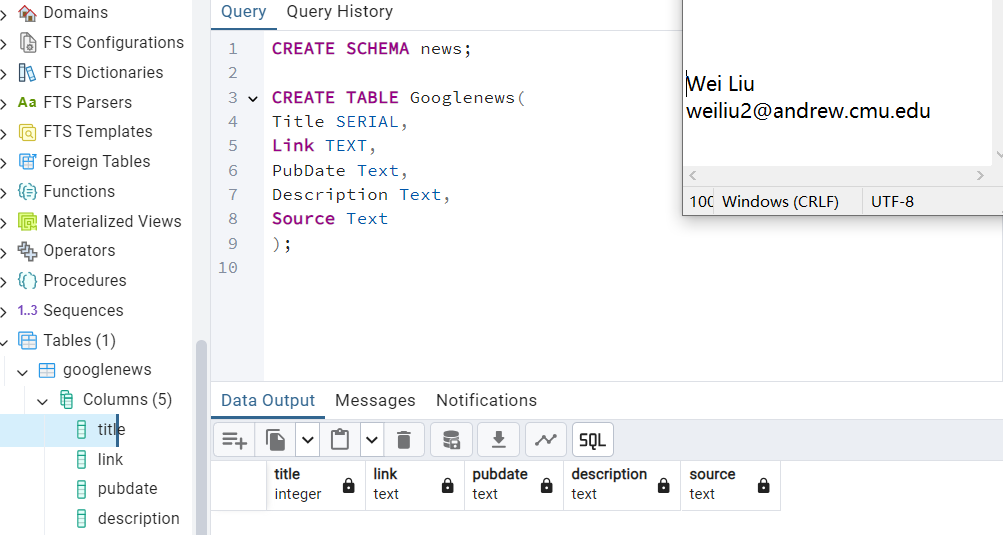 Domains
FTS Configurations
FTS Dictionaries
Aa FTS Parsers
FTS Templates
Foreign Tables
Functions
Materialized Views
Operators
Procedures
1..3 Sequences
Tables (1)
googlenews
Columns (5)
title
link
pubdate
description
Query Query History
1 CREATE SCHEMA news;
2
3 CREATE TABLE Googlenews(
4 Title SERIAL,
5 Link TEXT,
6 PubDate Text,
7 Description Text,
8 Source Text
9 );
10
Wei Liu
weiliu2@andrew.cmu.edu
100 Windows (CRLF) UTF-8
Data Output Messages Notifications
SQL
title link pubdate description source
integer text text text text